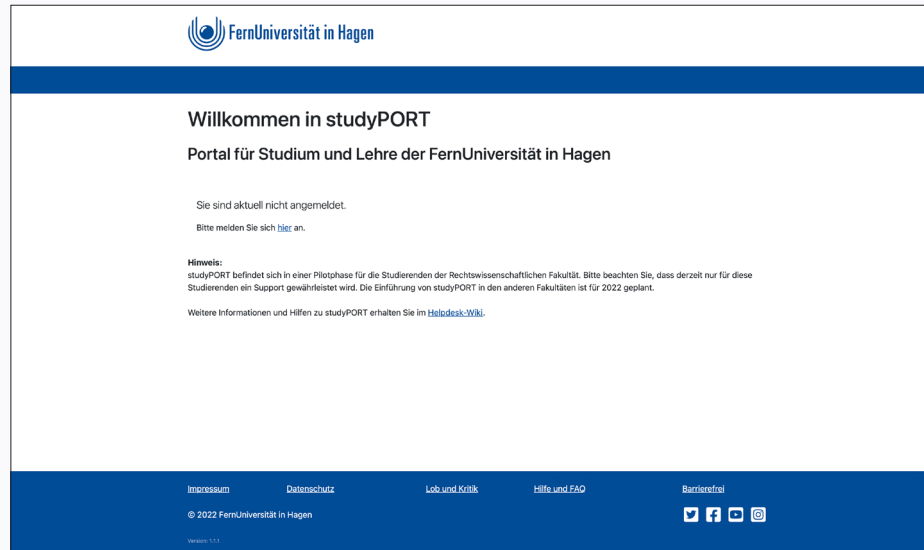 FernUniversität in Hagen
Willkommen in studyPORT
Portal für Studium und Lehre der FernUniversität in Hagen
Sie sind aktuell nicht angemeldet.
Bitte melden Sie sich hier an.
Hinweis:
studyPORT befindet sich in einer Pilotphase für die Studierenden der Rechtswissenschaftlichen Fakultät. Bitte beachten Sie, dass derzeit nur für diese
Studierenden ein Support gewährleistet wird. Die Einführung von studyPORT in den anderen Fakultäten ist für 2022 geplant.
Weitere Informationen und Hilfen zu studyPORT erhalten Sie im Helpdesk-Wiki.
Impressum Datenschutz Lob und Kritik Hilfe und FAQ Barrierefrei
© 2022 FernUniversität in Hagen
Version: 1.1.1